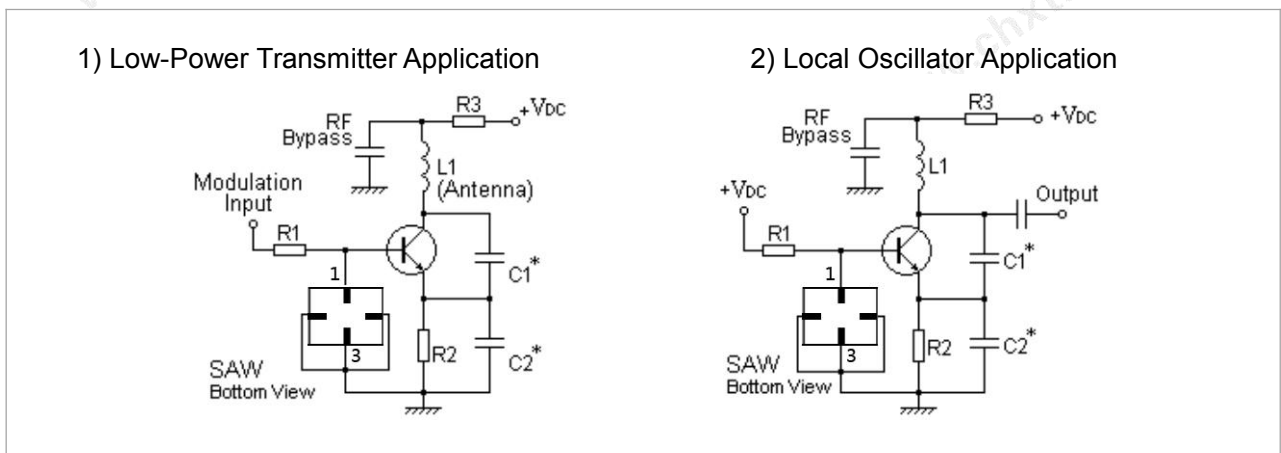 1) Low-Power Transmitter Application
RF
Bypass
R3
+VDC
L1
(Antenna)
Modulation
Input
R1
1
C1*
3
R2
C2*
SAW
Bottom View
2) Local Oscillator Application
RF
Bypass
R3
+VDC
L1
+VDC
Output
R1
1
C1*
3
R2
C2*
SAW
Bottom View